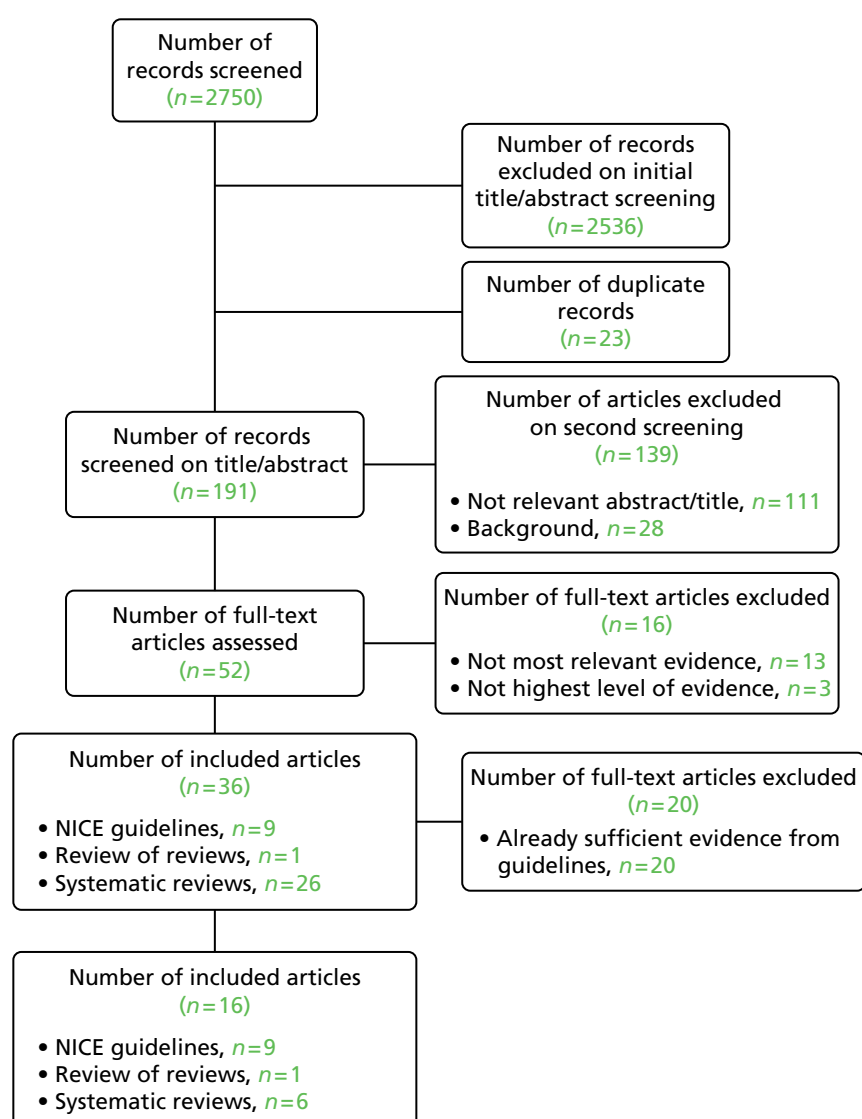 Number of
records screened
(n=2750)
Number of records
excluded on initial
title/abstract screening
(n=2536)
Number of duplicate
records
(n=23)
Number of records
screened on title/abstract
(n=191)
Number of articles excluded
on second screening
(n=139)
• Not relevant abstract/title, n=111
• Background, n=28
Number of full-text
articles assessed
(n=52)
Number of full-text articles excluded
(n=16)
• Not most relevant evidence, n=13
• Not highest level of evidence, n=3
Number of included articles
(n=36)
• NICE guidelines, n=9
• Review of reviews, n=1
• Systematic reviews, n=26
Number of full-text articles excluded
(n=20)
• Already sufficient evidence from
guidelines, n=20
Number of included articles
(n=16)
• NICE guidelines, n=9
• Review of reviews, n=1
• Systematic reviews, n=6